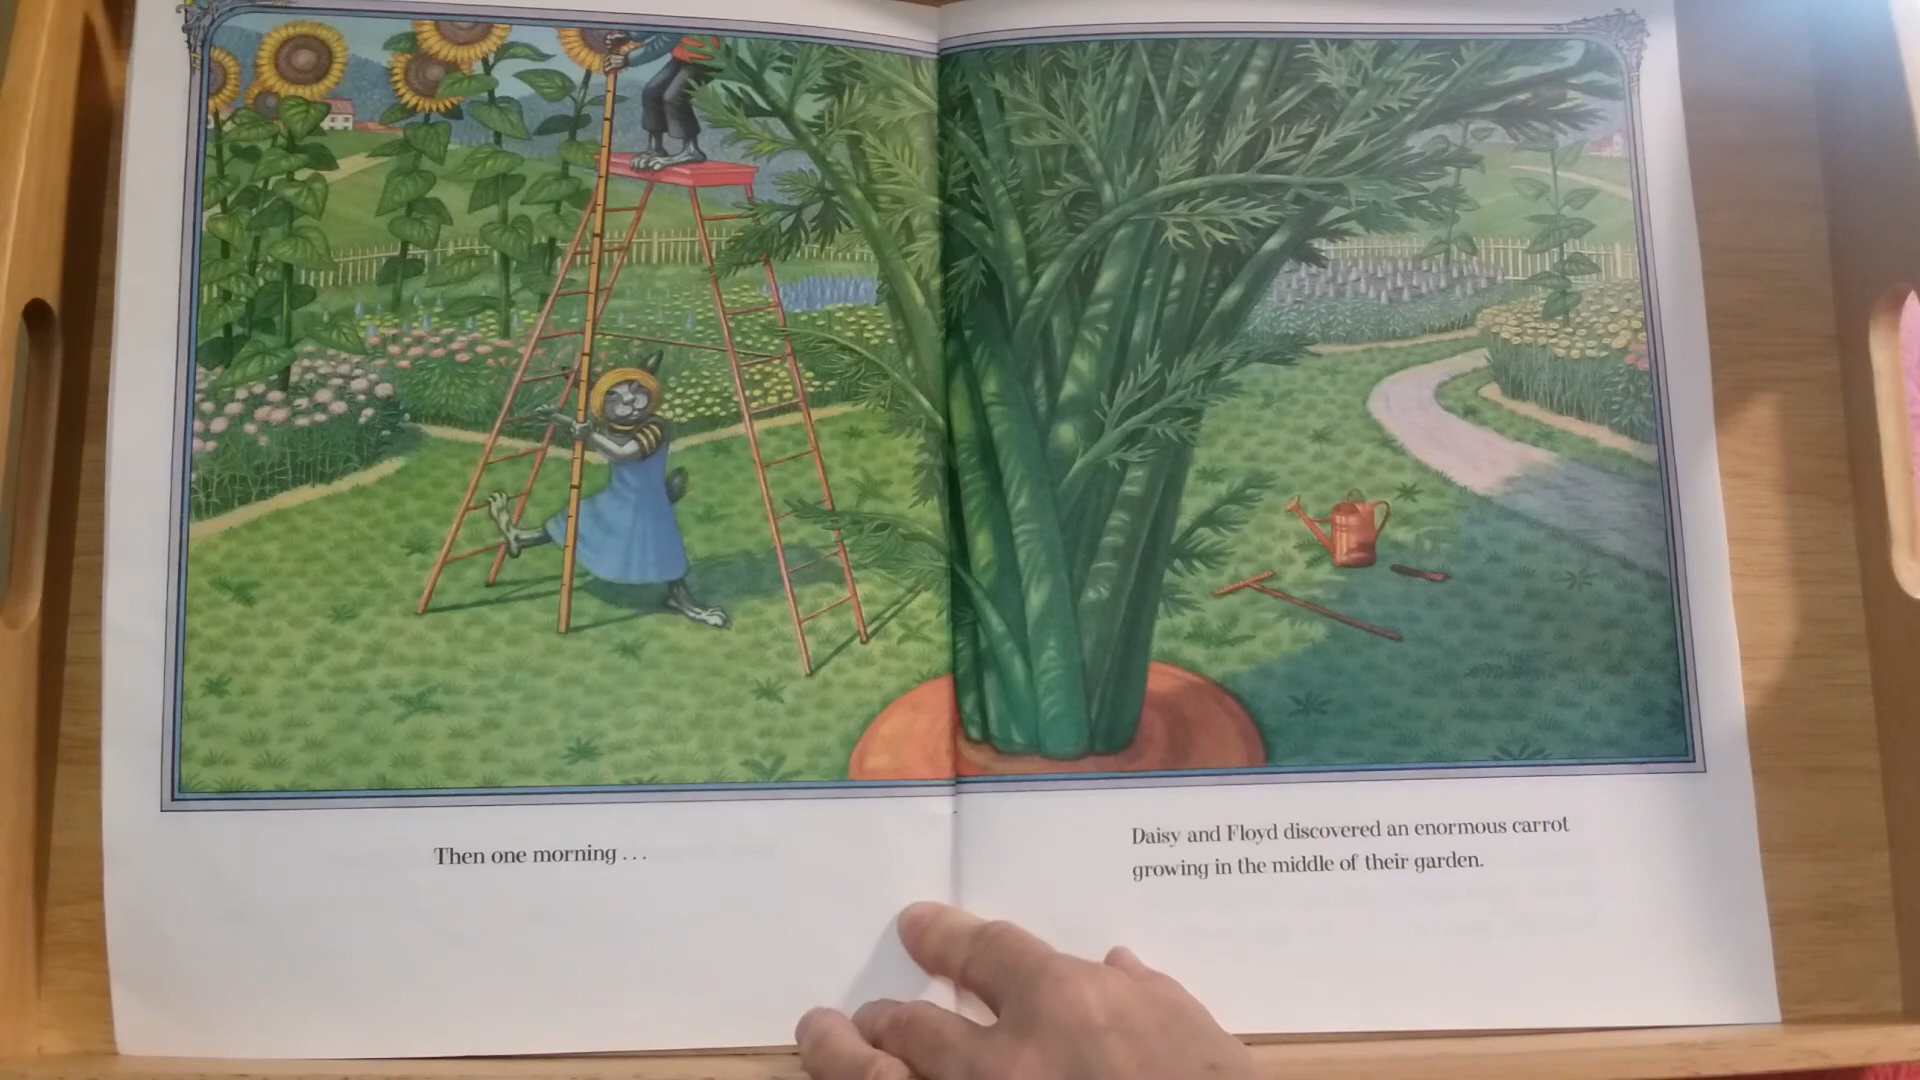 Then one morning . . .
Daisy and Floyd discovered an enormous carrot
growing in the middle of their garden.